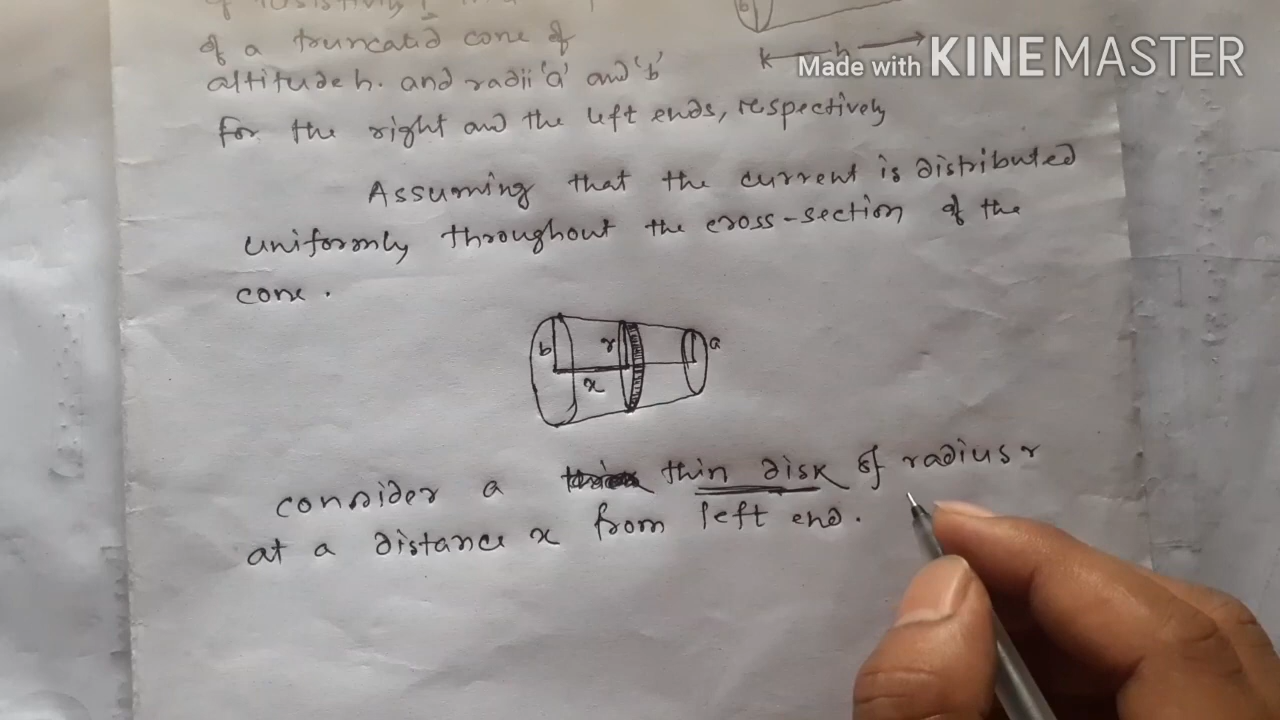 b
of resistivity
k h
Made with KINEMASTER
of a truncated cone of
altitude h. and radii 'a' and 'b'
for the right and the left ends, respectively
Assuming that the current is distributed
uniformly throughout the cross-section of the
cone.
b r a
x
consider a thin disk of radius r
at a distance x from left end.